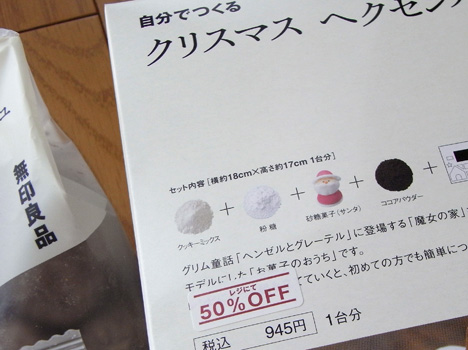 自分でつくる
クリスマス ヘクセン
セット内容 [横約18cm×高さ約17cm 1台分]
クッキーミックス + 粉糖 + 砂糖菓子(サンタ) + ココアパウダー +
グリム童話「ヘンゼルとグレーテル」に登場する「魔女の家」
モデルにした「お菓子のおうち」です。
ていくと、初めての方でも簡単につ
レジにて
50%OFF
税込 945円 1台分
無印良品